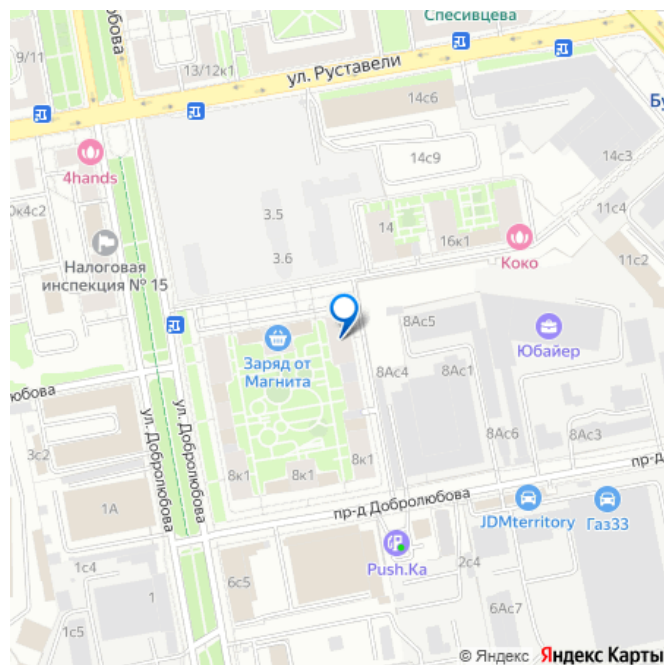 Спесивцева
9/11
бова
13/12к1
ул. Руставели
14с6
Бу
14с9
14с3
4hands
0к4с2
3.5
14
16к1
11с4
3.6
Коко
11с2
Налоговая
инспекция № 15
8Ас5
Юбайер
Заряд от
Магнита
8Ас4
8Ас1
юбова
ул. Добролюбова
ул. Добролюбова
3с2
8Ас6
8Ас3
8к1
8к1
8к1
пр-д
1А
пр-д Добролюбова
JDMterritory
Газ33
Push.Ka
1с4
6с5
2с4
1
6Ас7
1с5
© Яндекс Яндекс Карты